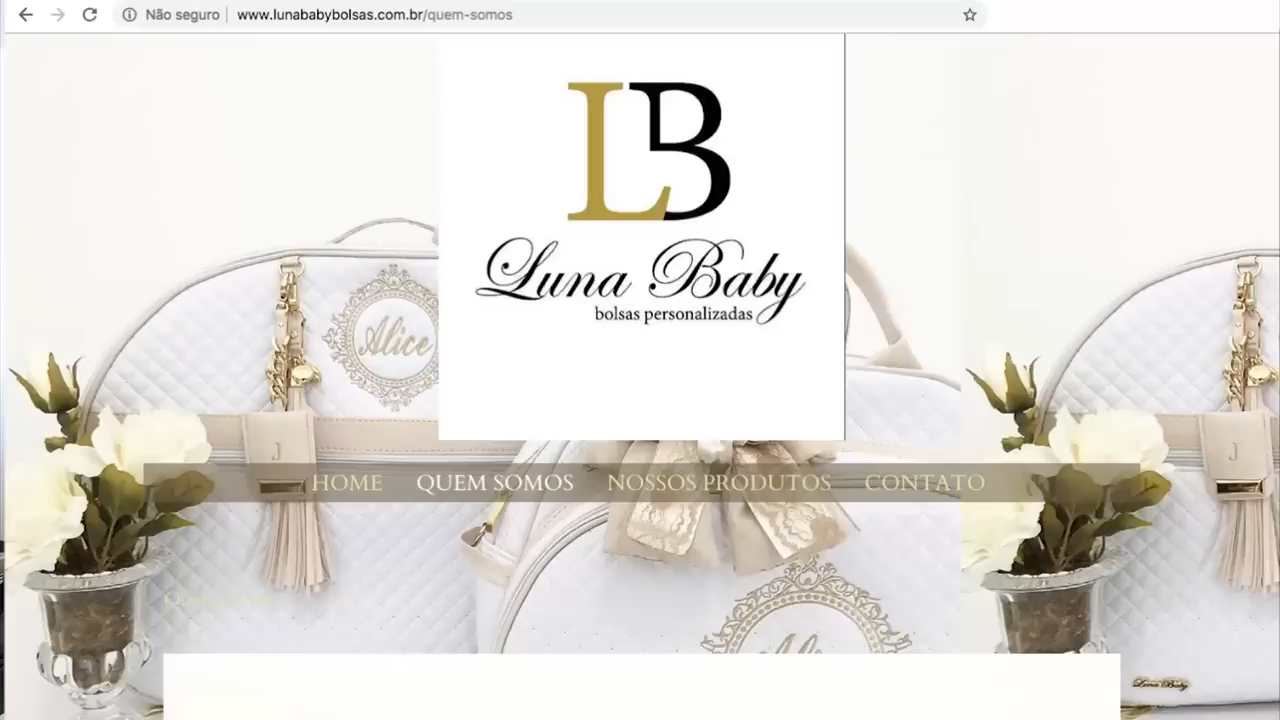 Não seguro | www.lunababybolsas.com.br/quem-somos
LB
Luna Baby
bolsas personalizadas
Alice
J
J
HOME QUEM SOMOS NOSSOS PRODUTOS CONTATO
Alic
Luna Baby